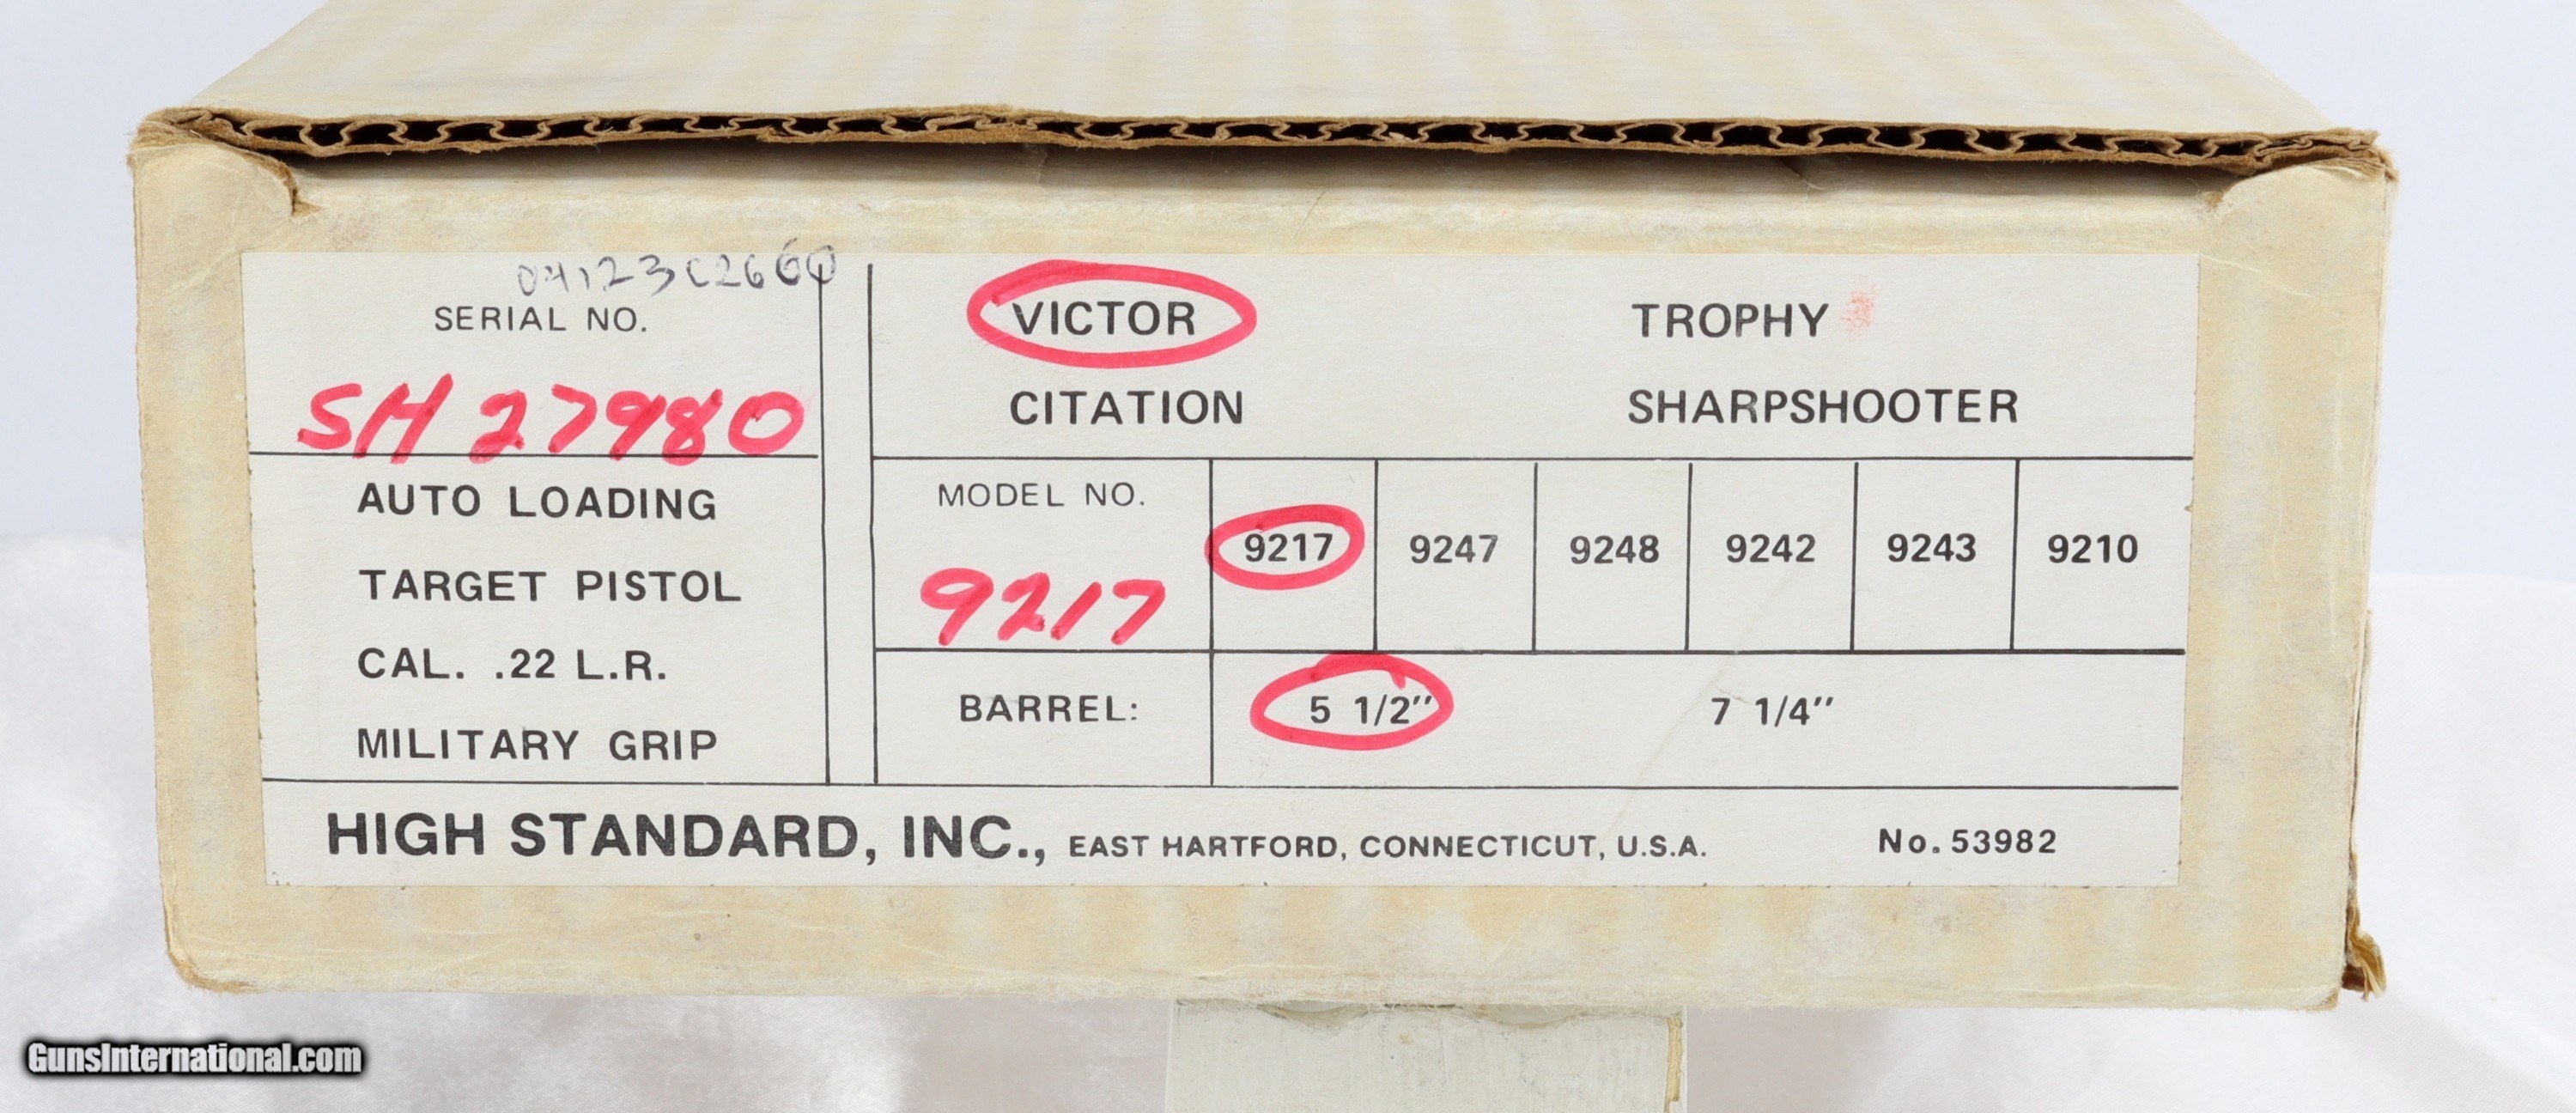 04123C2660
SERIAL NO.
SH 27980
AUTO LOADING
TARGET PISTOL
CAL. .22 L.R.
MILITARY GRIP
VICTOR TROPHY
CITATION SHARPSHOOTER
MODEL NO.
9217
9217 9247 9248 9242 9243 9210
BARREL: 5 1/2" 7 1/4"
HIGH STANDARD, INC., EAST HARTFORD, CONNECTICUT, U.S.A. No. 53982
GunsInternational.com